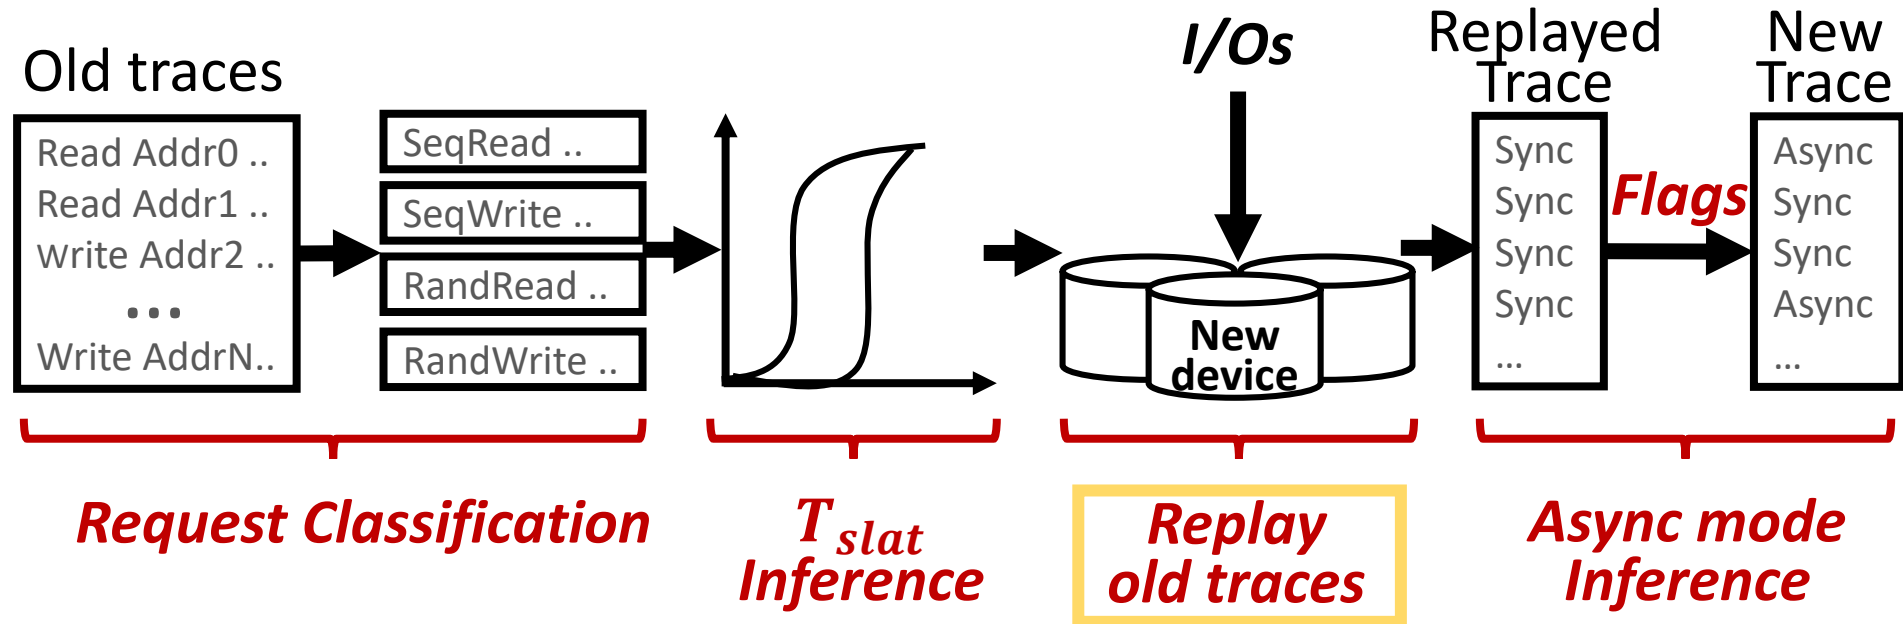 Old traces
Read Addr0 ..
Read Addr1 ..
Write Addr2 ..
...
Write AddrN..
SeqRead ..
SeqWrite ..
RandRead ..
RandWrite ..
I/Os
New
device
Replayed
Trace
Sync
Sync
Sync
Sync
...
Flags
New
Trace
Async
Sync
Sync
Async
...
Request Classification
T_slat
Inference
Replay
old traces
Async mode
Inference